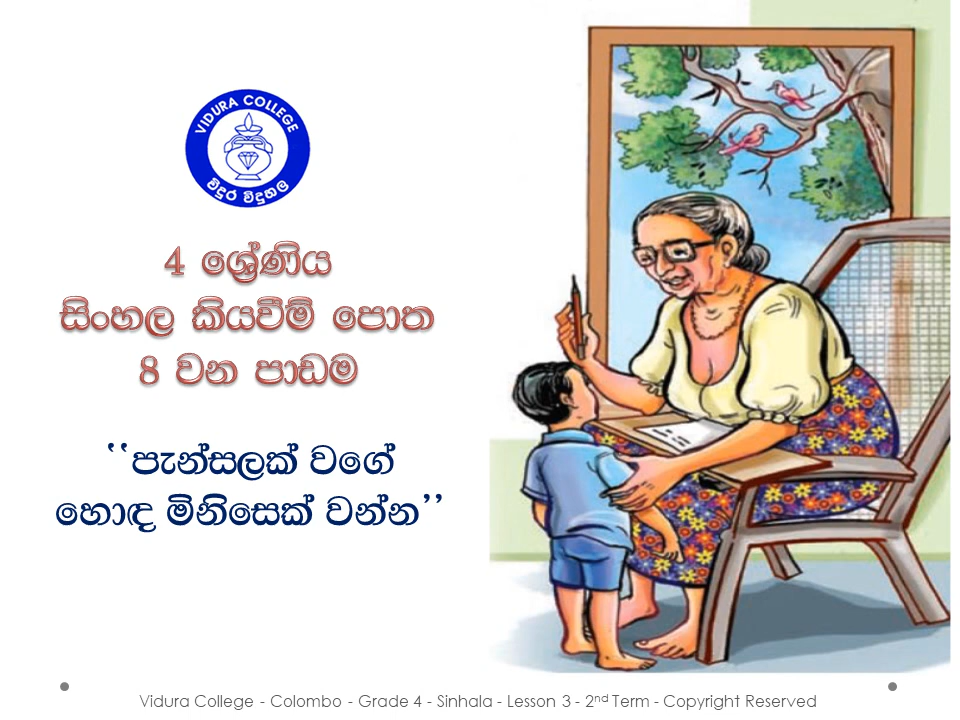 VIDURA COLLEGE
විදුර විදුහල
4 ශ්‍රේණිය
සිංහල කියවීම් පොත
8 වන පාඩම
‘‘පැන්සලක් වගේ
හොඳ මිනිසෙක් වන්න’’
Vidura College - Colombo - Grade 4 - Sinhala - Lesson 3 - 2nd Term - Copyright Reserved